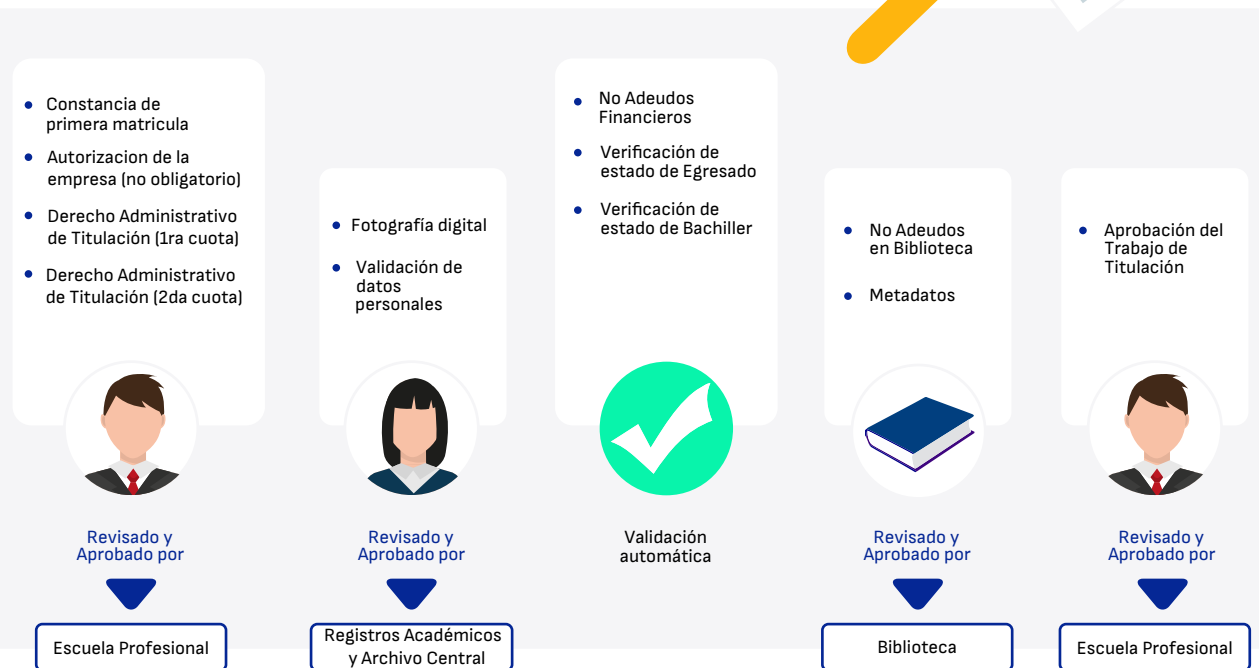 Constancia de
primera matricula
Autorizacion de la
empresa (no obligatorio)
Derecho Administrativo
de Titulación (1ra cuota)
Derecho Administrativo
de Titulación (2da cuota)
Revisado y
Aprobado por
Escuela Profesional
Fotografía digital
Validación de
datos
personales
Revisado y
Aprobado por
Registros Académicos
y Archivo Central
No Adeudos
Financieros
Verificación de
estado de Egresado
Verificación de
estado de Bachiller
Validación
automática
No Adeudos
en Biblioteca
Metadatos
Revisado y
Aprobado por
Biblioteca
Aprobación del
Trabajo de
Titulación
Revisado y
Aprobado por
Escuela Profesional